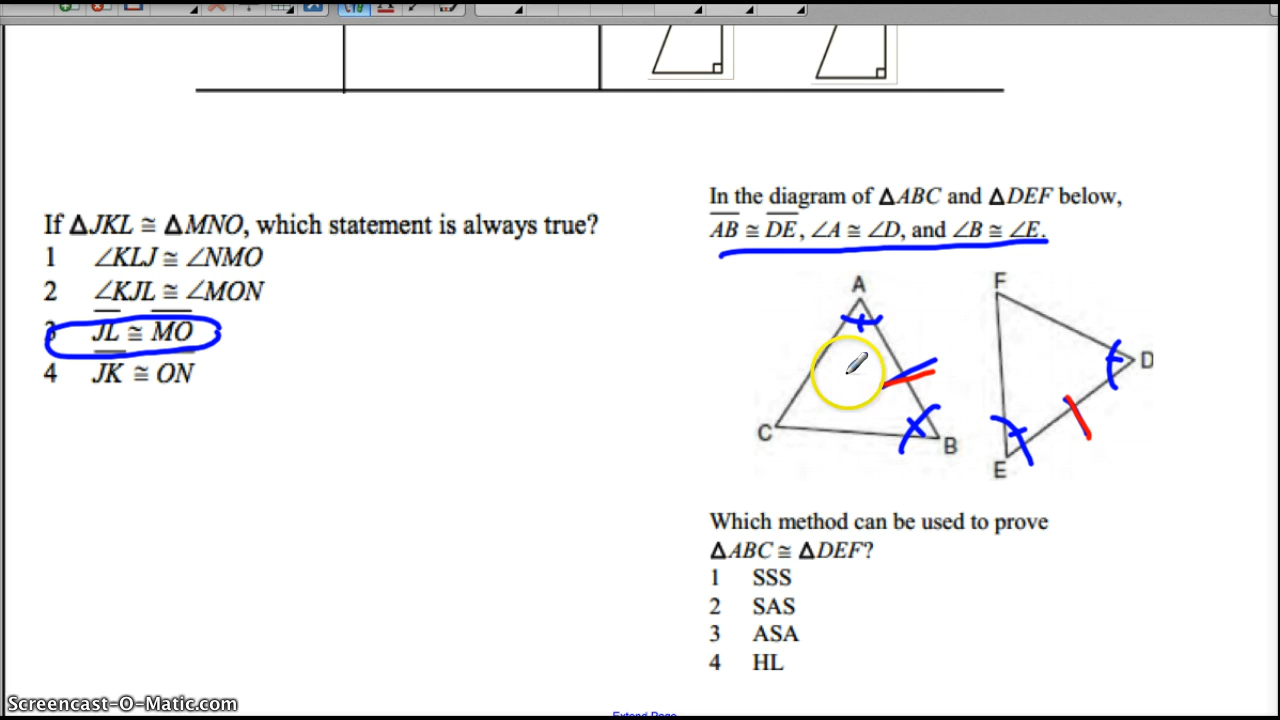 If ΔJKL ≅ ΔMNO, which statement is always true?
1 ∠KLJ ≅ ∠NMO
2 ∠KJL ≅ ∠MON
3 JL ≅ MO
4 JK ≅ ON
In the diagram of ΔABC and ΔDEF below,
AB ≅ DE, ∠A ≅ ∠D, and ∠B ≅ ∠E.
A
C
B
F
D
E
Which method can be used to prove
ΔABC ≅ ΔDEF?
1 SSS
2 SAS
3 ASA
4 HL
Screencast-O-Matic.com
Extend Page